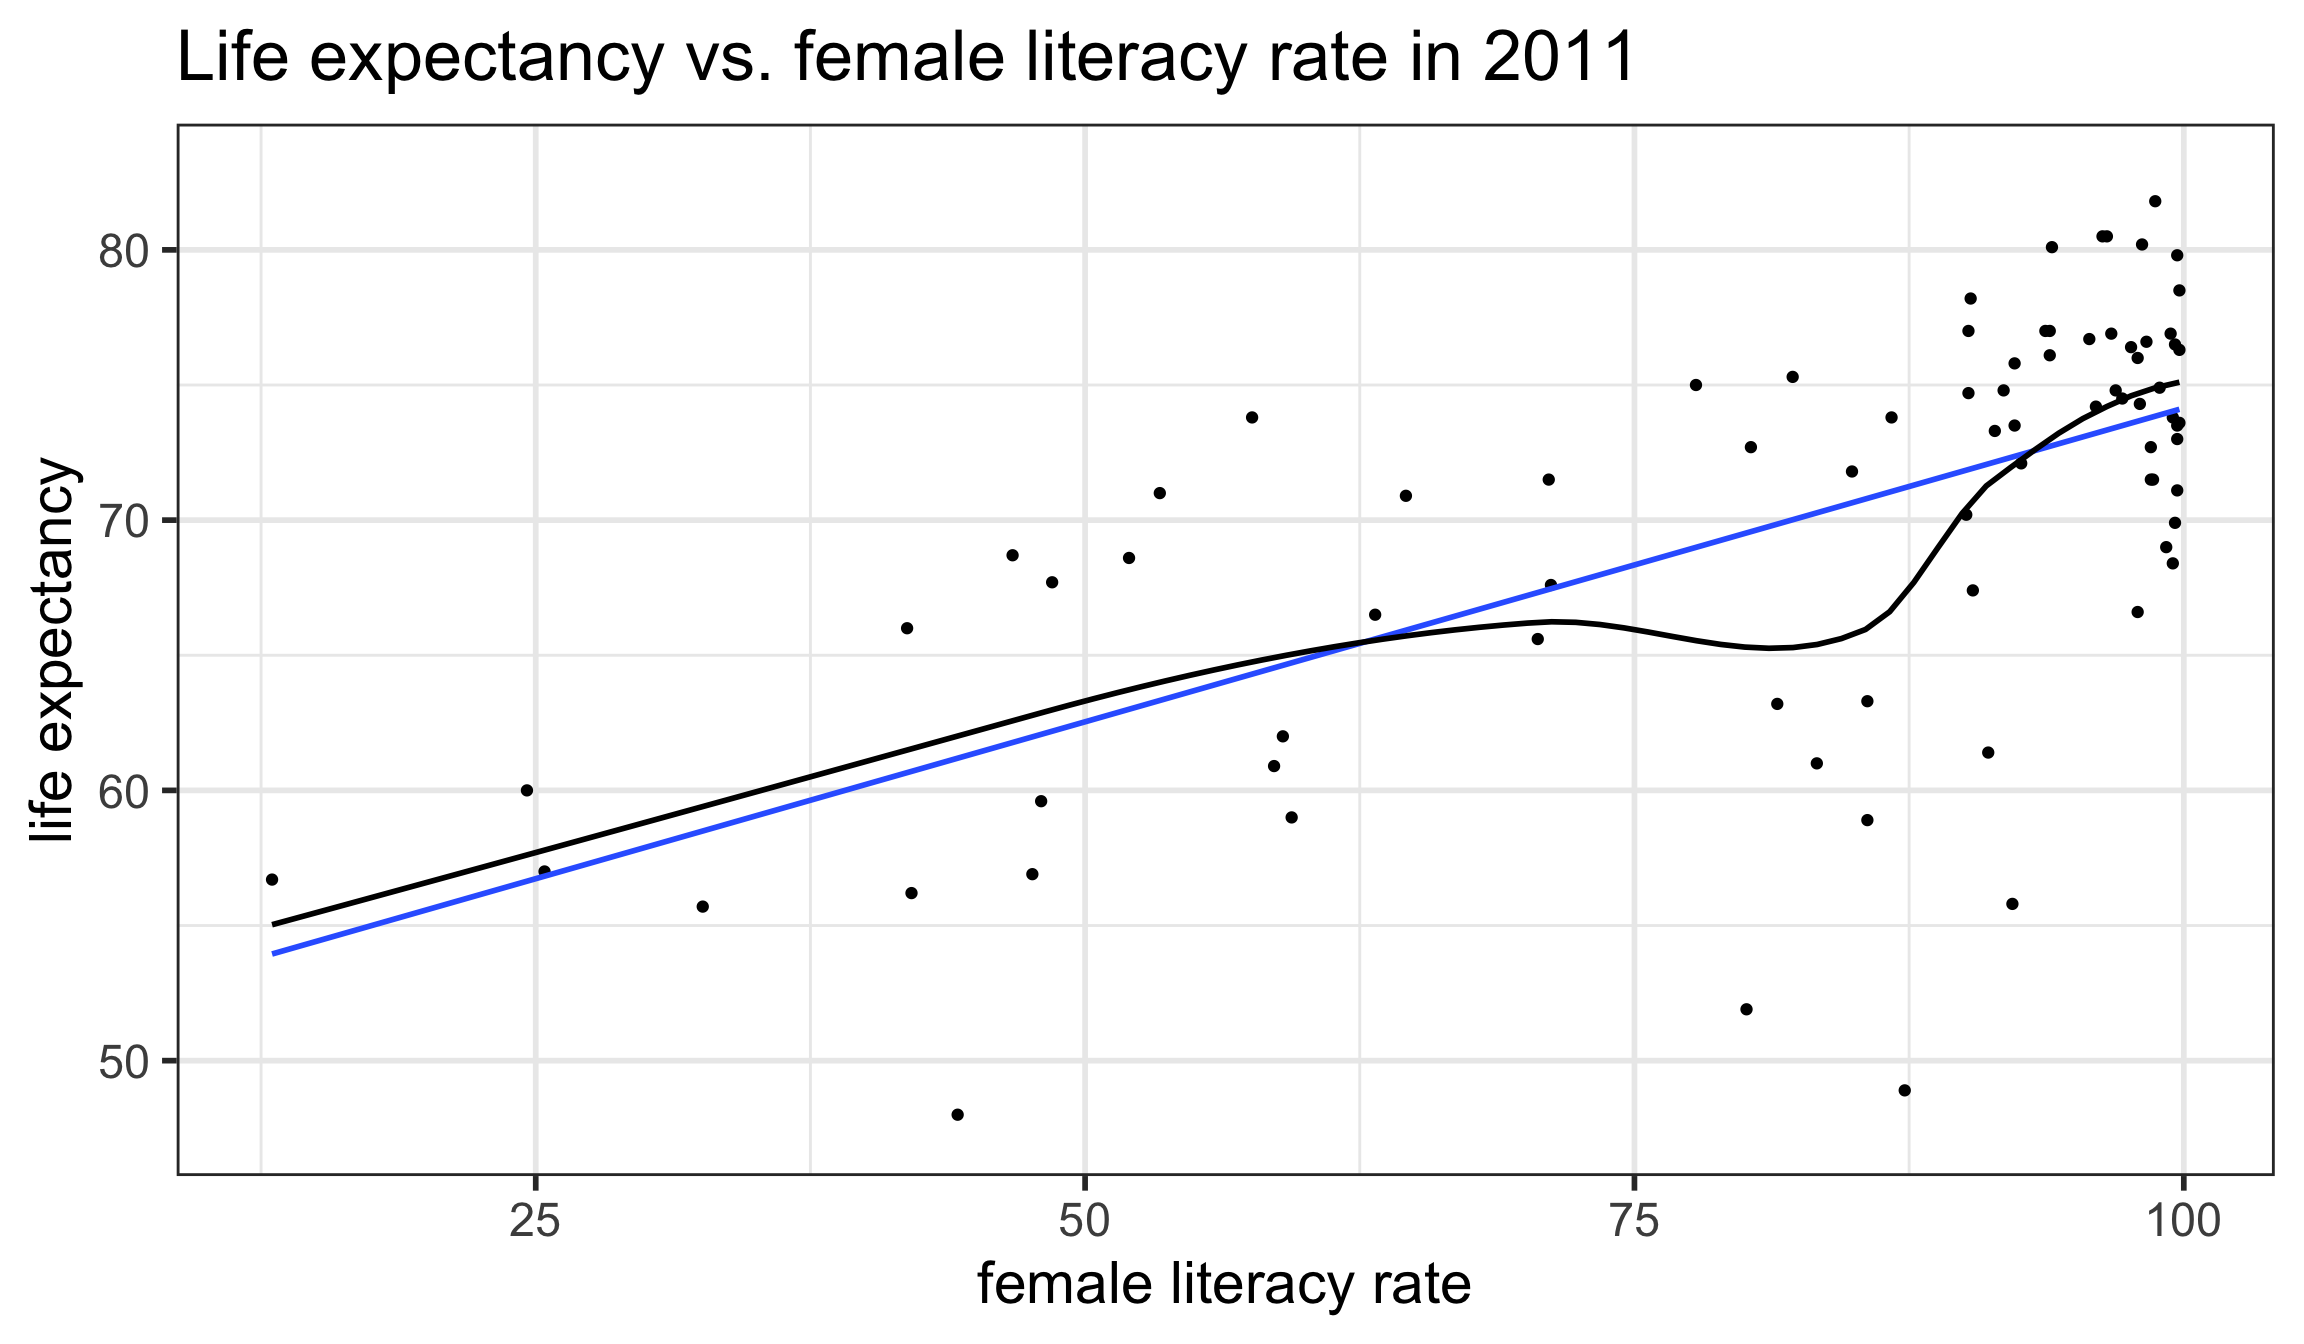 Life expectancy vs. female literacy rate in 2011
life expectancy
80
70
60
50
25 50 75 100
female literacy rate